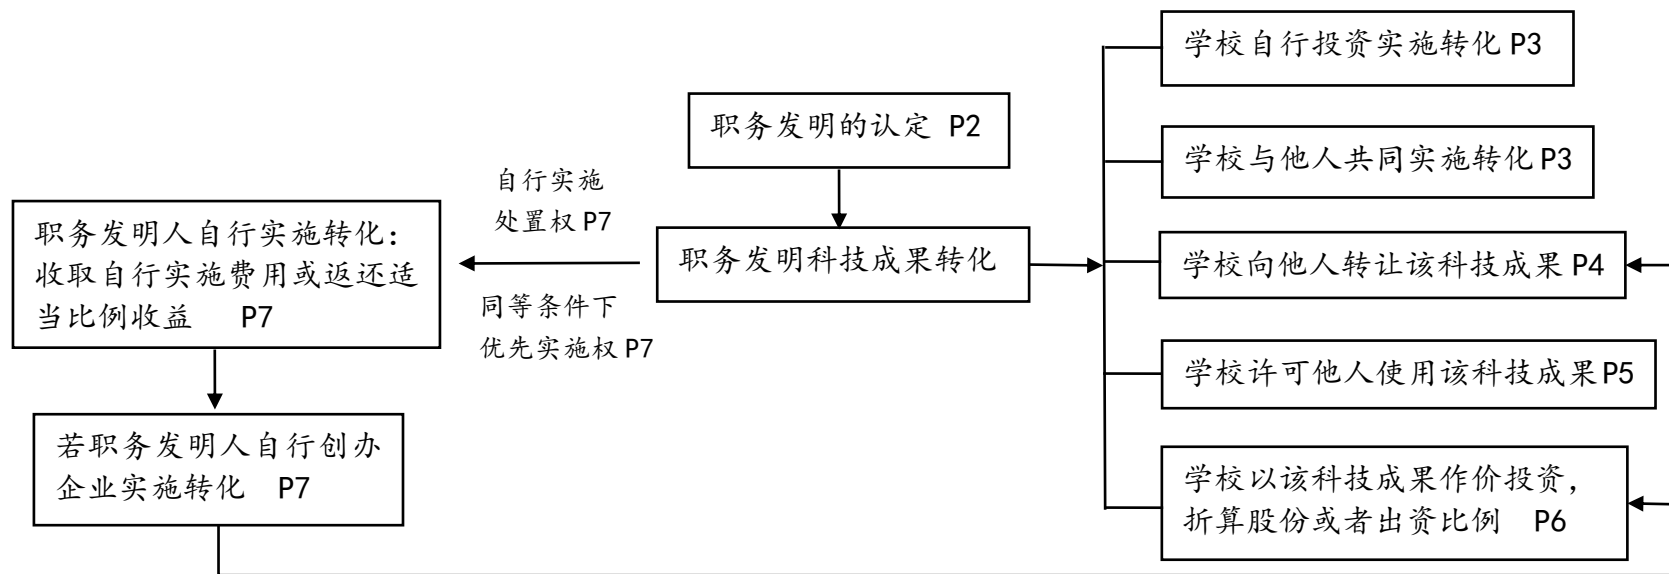 学校自行投资实施转化 P3
职务发明的认定 P2
学校与他人共同实施转化P3
自行实施
处置权 P7
职务发明人自行实施转化：
收取自行实施费用或返还适
当比例收益 P7
职务发明科技成果转化
学校向他人转让该科技成果 P4
同等条件下
优先实施权 P7
学校许可他人使用该科技成果P5
若职务发明人自行创办
企业实施转化 P7
学校以该科技成果作价投资，
折算股份或者出资比例 P6